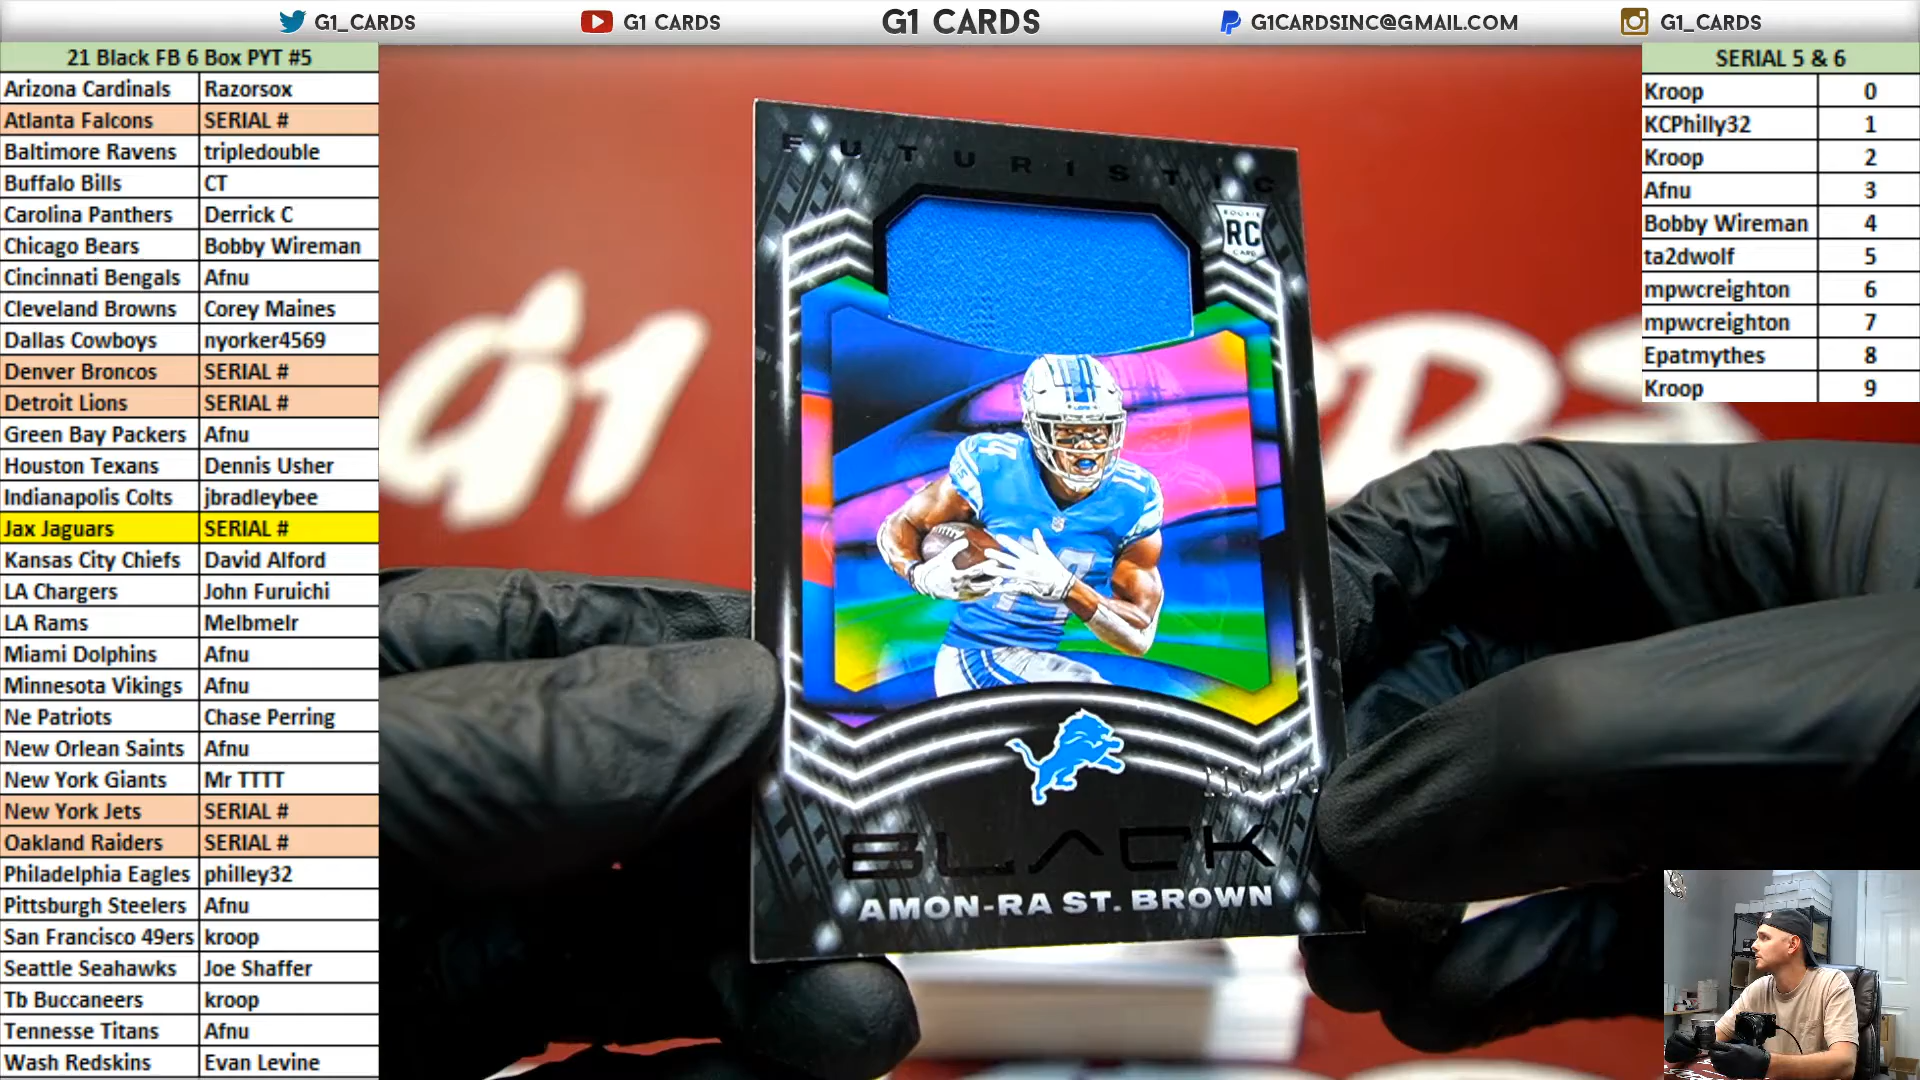 G1_CARDS
G1 CARDS
G1 CARDS
G1CARDSINC@GMAIL.COM
G1_CARDS
21 Black FB 6 Box PYT #5
Arizona Cardinals Razorsox
Atlanta Falcons SERIAL #
Baltimore Ravens tripledouble
Buffalo Bills CT
Carolina Panthers Derrick C
Chicago Bears Bobby Wireman
Cincinnati Bengals Afnu
Cleveland Browns Corey Maines
Dallas Cowboys nyorker4569
Denver Broncos SERIAL #
Detroit Lions SERIAL #
Green Bay Packers Afnu
Houston Texans Dennis Usher
Indianapolis Colts jbradleybee
Jax Jaguars SERIAL #
Kansas City Chiefs David Alford
LA Chargers John Furuichi
LA Rams Melbmelr
Miami Dolphins Afnu
Minnesota Vikings Afnu
Ne Patriots Chase Perring
New Orlean Saints Afnu
New York Giants Mr TTTT
New York Jets SERIAL #
Oakland Raiders SERIAL #
Philadelphia Eagles philley32
Pittsburgh Steelers Afnu
San Francisco 49ers kroop
Seattle Seahawks Joe Shaffer
Tb Buccaneers kroop
Tennesse Titans Afnu
Wash Redskins Evan Levine
FUTURISTIC
ROOKIE
RC
CARD
14
14
BLACK
AMON-RA ST. BROWN
G1
SERIAL 5 & 6
Kroop 0
KCPhilly32 1
Kroop 2
Afnu 3
Bobby Wireman 4
ta2dwolf 5
mpwcreighton 6
mpwcreighton 7
Epatmythes 8
Kroop 9